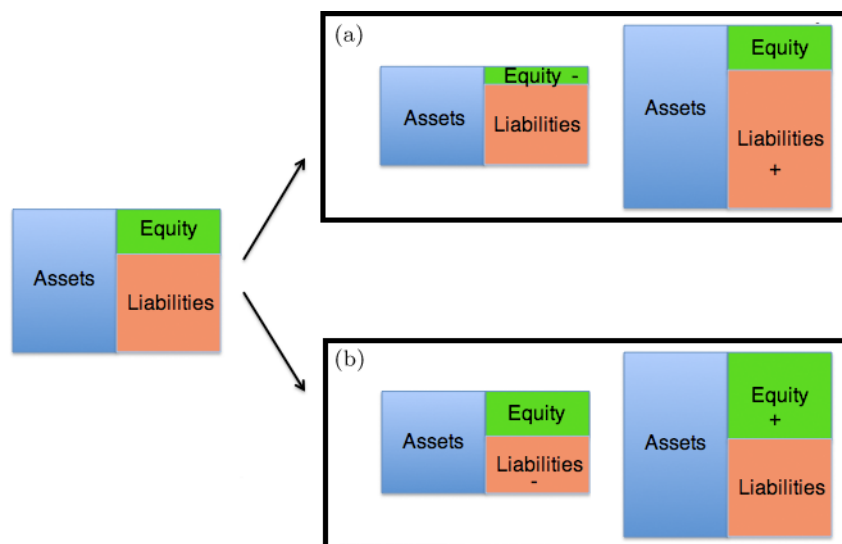 (a)
Equity -
Assets
Liabilities
Equity
Assets
Liabilities
+
Equity
Assets
Liabilities
(b)
Equity
Assets
Liabilities
-
Equity
+
Assets
Liabilities